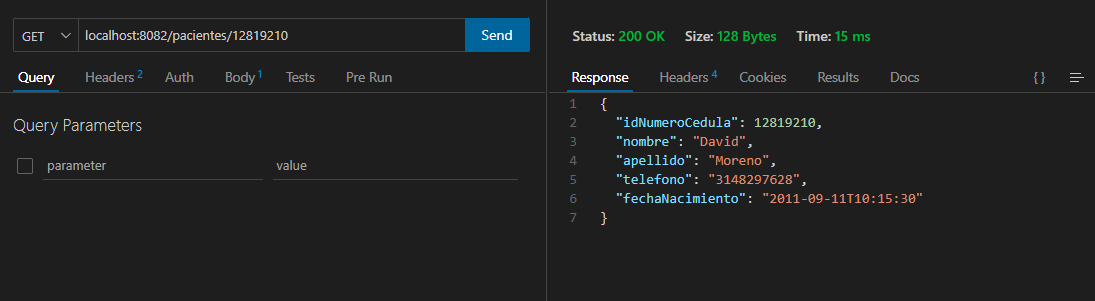 GET localhost:8082/pacientes/12819210 Send
Query Headers 2 Auth Body 1 Tests Pre Run
Query Parameters
parameter value
Status: 200 OK Size: 128 Bytes Time: 15 ms
Response Headers 4 Cookies Results Docs { }
1 {
2 "idNumeroCedula": 12819210,
3 "nombre": "David",
4 "apellido": "Moreno",
5 "telefono": "3148297628",
6 "fechaNacimiento": "2011-09-11T10:15:30"
7 }